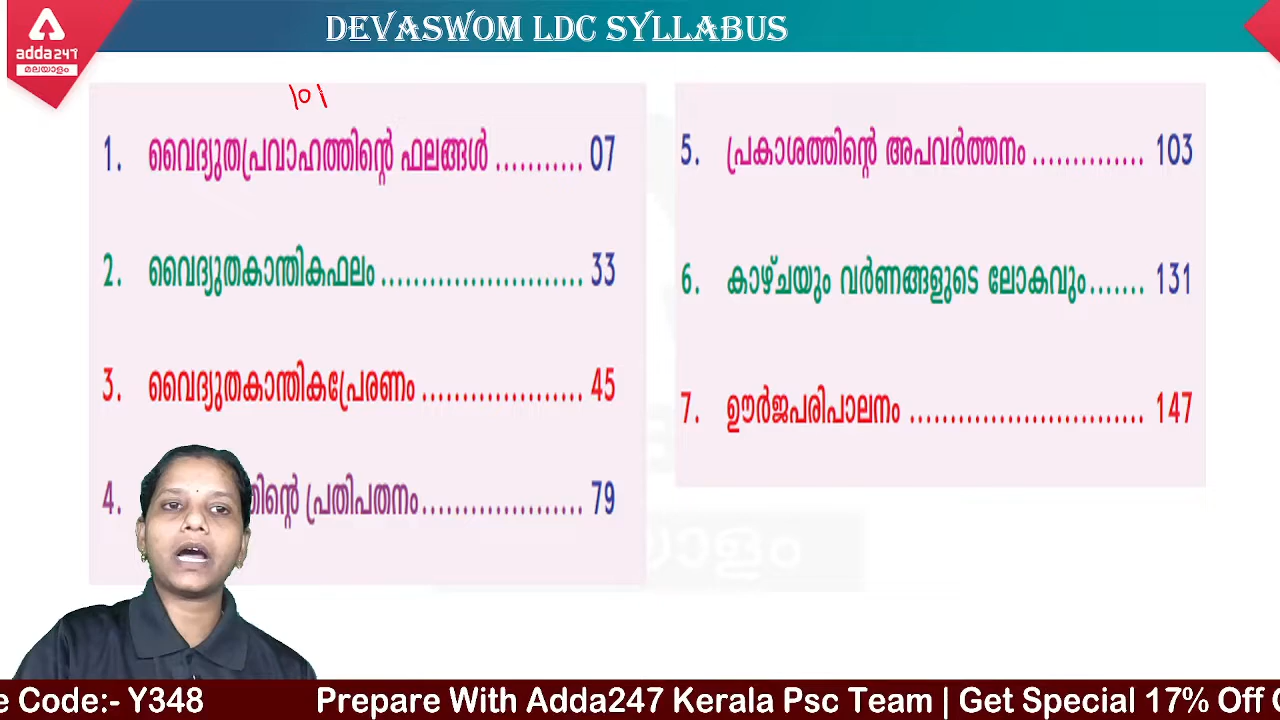 adda247
മലയാളം
DEVASWOM LDC SYLLABUS
101
1. വൈദ്യുതപ്രവാഹത്തിന്റെ ഫലങ്ങൾ ........... 07
2. വൈദ്യുതകാന്തികഫലം ......................... 33
3. വൈദ്യുതകാന്തികപ്രേരണം .................... 45
4. പ്രതിപതനം .................... 79
5. പ്രകാശത്തിന്റെ അപവർത്തനം .............. 103
6. കാഴ്ചയും വർണങ്ങളുടെ ലോകവും ....... 131
7. ഊർജപരിപാലനം ............................. 147
Code:- Y348 Prepare With Adda247 Kerala Psc Team | Get Special 17% Off